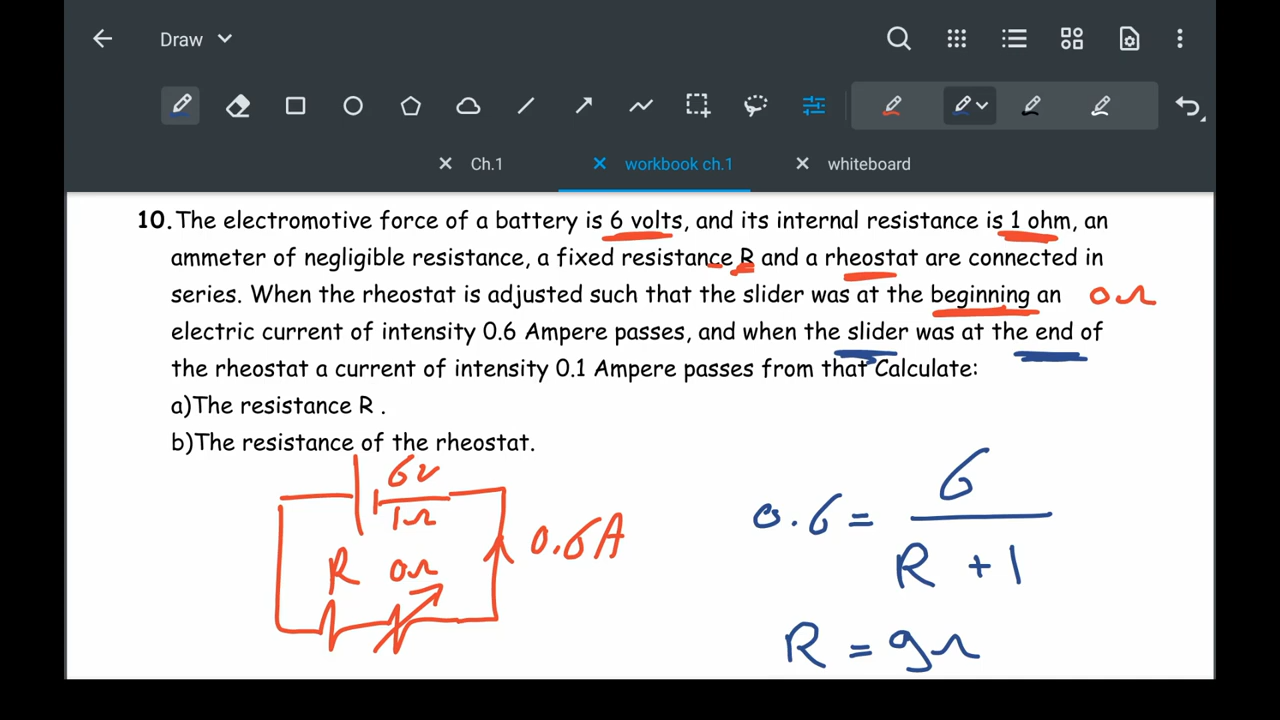 Draw
Ch.1 workbook ch.1 whiteboard
10. The electromotive force of a battery is 6 volts, and its internal resistance is 1 ohm, an
ammeter of negligible resistance, a fixed resistance R and a rheostat are connected in
series. When the rheostat is adjusted such that the slider was at the beginning an 0Ω
electric current of intensity 0.6 Ampere passes, and when the slider was at the end of
the rheostat a current of intensity 0.1 Ampere passes from that Calculate:
a)The resistance R .
b)The resistance of the rheostat.
6v
1Ω
R 0Ω
0.6A
0.6 = 6
R + 1
R = 9Ω